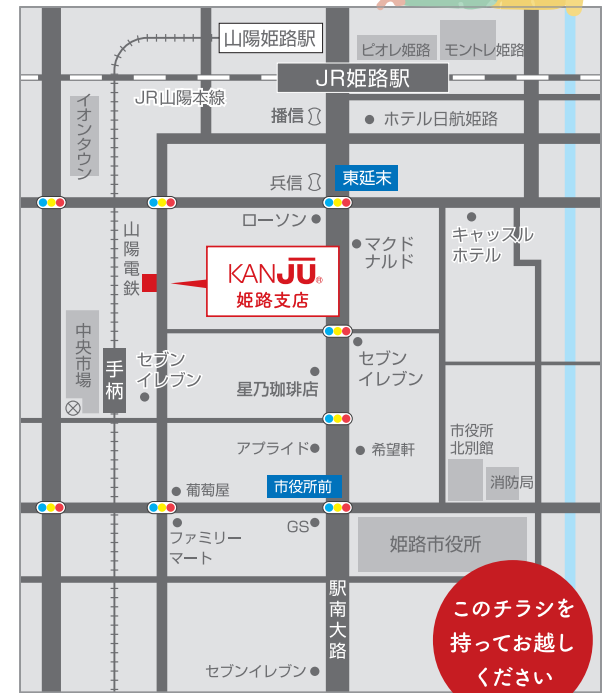 山陽姫路駅
ピオレ姫路
モントレ姫路
JR姫路駅
JR山陽本線
イオンタウン
播信
ホテル日航姫路
兵信
東延末
ローソン
山陽電鉄
マクド
ナルド
キャッスル
ホテル
KANJŪ®
姫路支店
中央市場
手柄
セブン
イレブン
セブン
イレブン
星乃珈琲店
アプライド
希望軒
市役所
北別館
消防局
葡萄屋
市役所前
ファミリー
マート
GS
姫路市役所
駅南大路
セブンイレブン
このチラシを
持ってお越し
ください